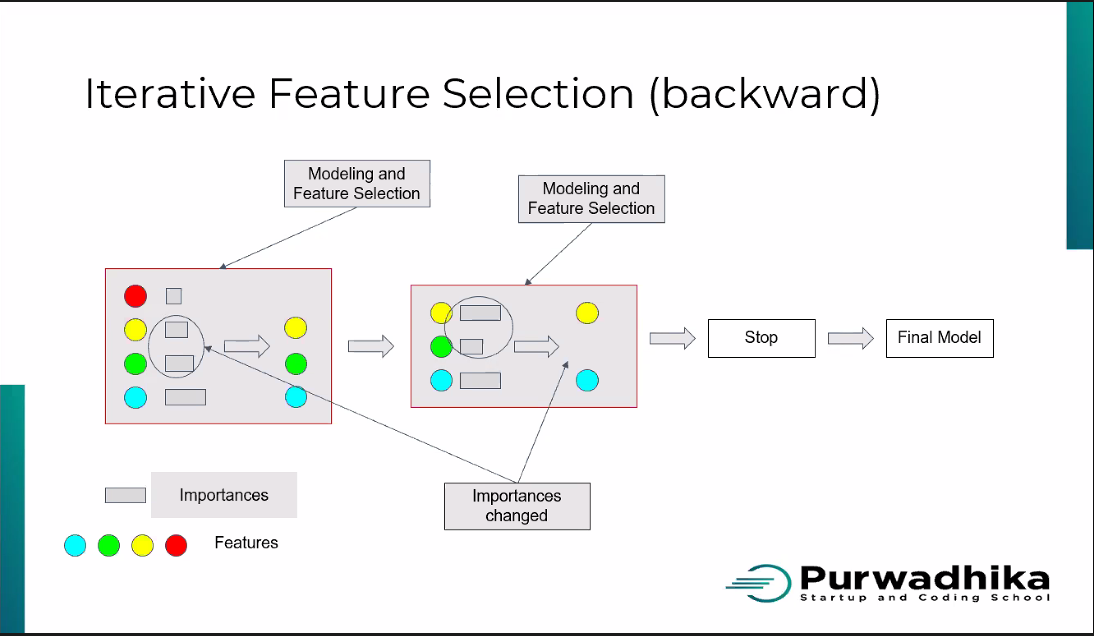 Iterative Feature Selection (backward)
Modeling and
Feature Selection
Modeling and
Feature Selection
Stop
Final Model
Importances
changed
Importances
Features
Purwadhika
Startup and Coding School